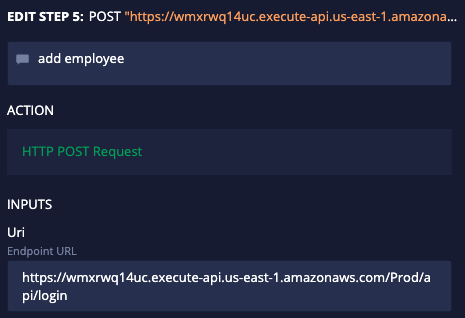 EDIT STEP 5: POST "https://wmxrwq14uc.execute-api.us-east-1.amazona...
add employee
ACTION
HTTP POST Request
INPUTS
Uri
Endpoint URL
https://wmxrwq14uc.execute-api.us-east-1.amazonaws.com/Prod/a
pi/login